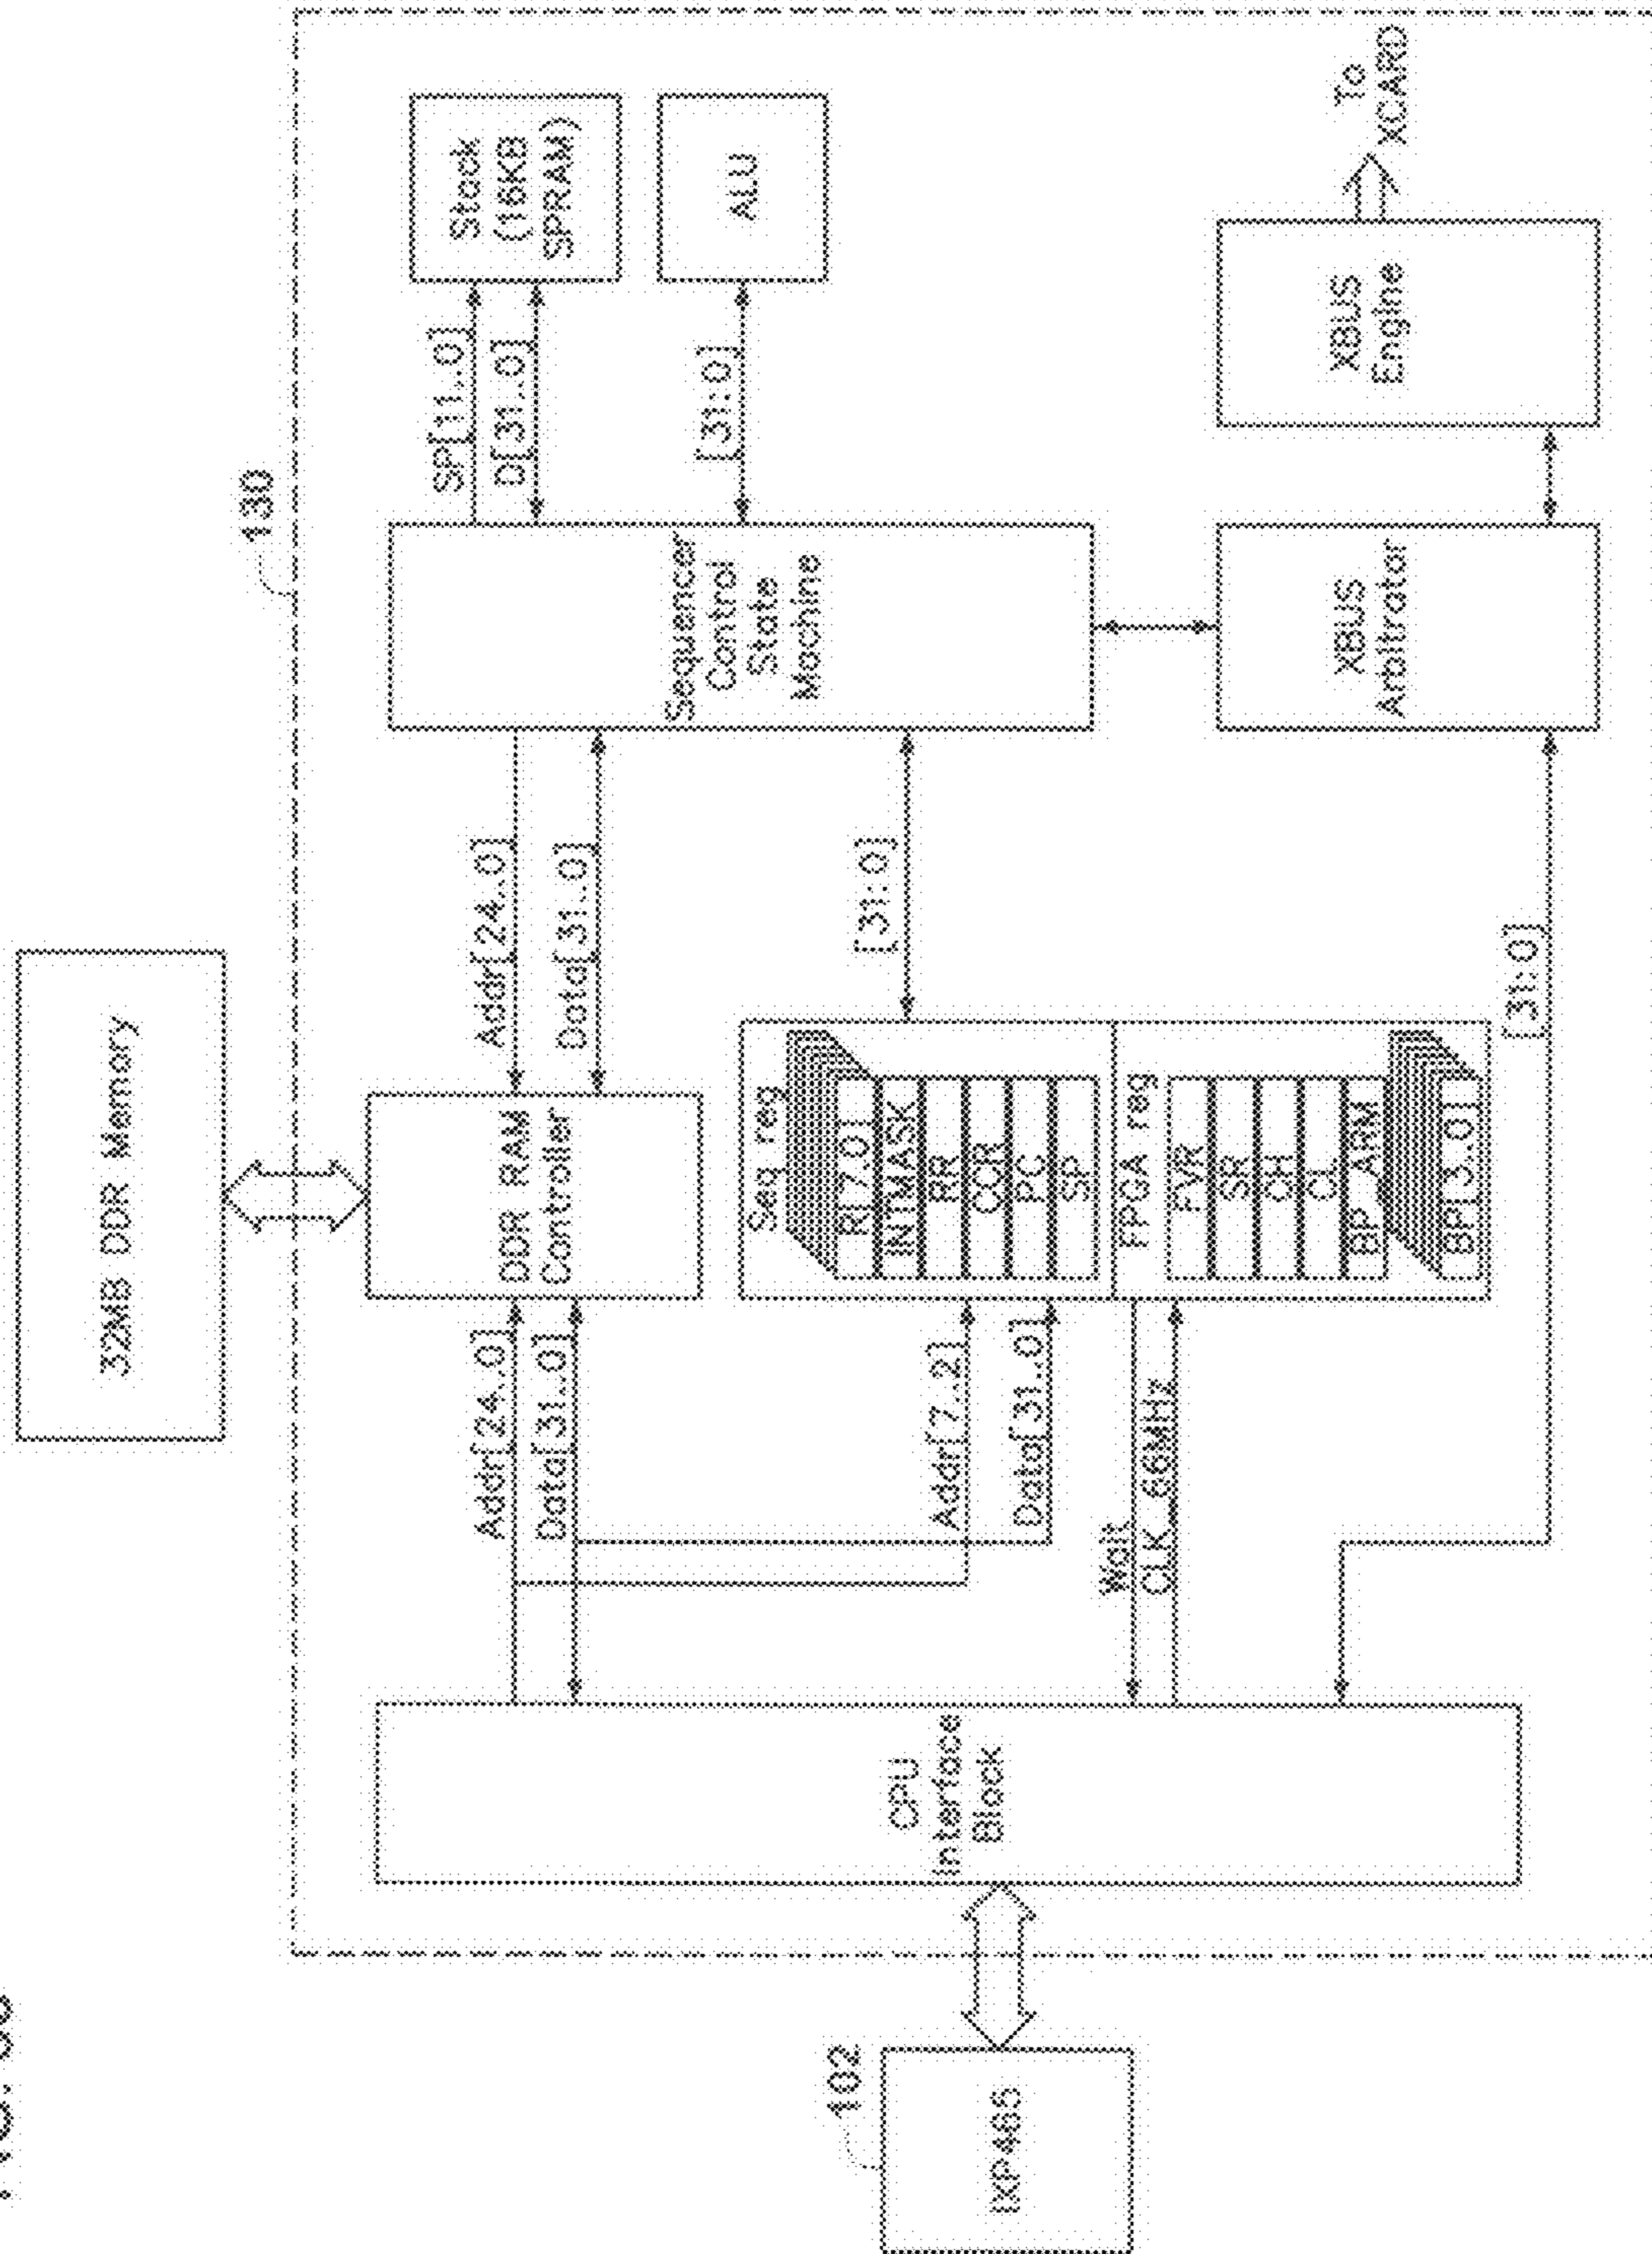 32MB DDR Memory
130
102
IXP465
CPU
Interface
Block
Addr[24..0]
Data[31..0]
DDR RAM
Controller
Addr[24..0]
Data[31..0]
Sequencer
Control
State
Machine
SP[11..0]
D[31..0]
Stack
(16KB
SPRAM)
[31:0]
ALU
Addr[7..2]
Data[31..0]
Wait
CLK_66MHz
Seq reg
R[7.0]
INTMASK
RR
CCR
PC
SP
FPGA reg
FVR
SR
CH
CL
BP_ARM
BP[3.0]
[31:0]
[31:0]
XBUS
Arbitrator
XBUS
Engine
TO
XCARD